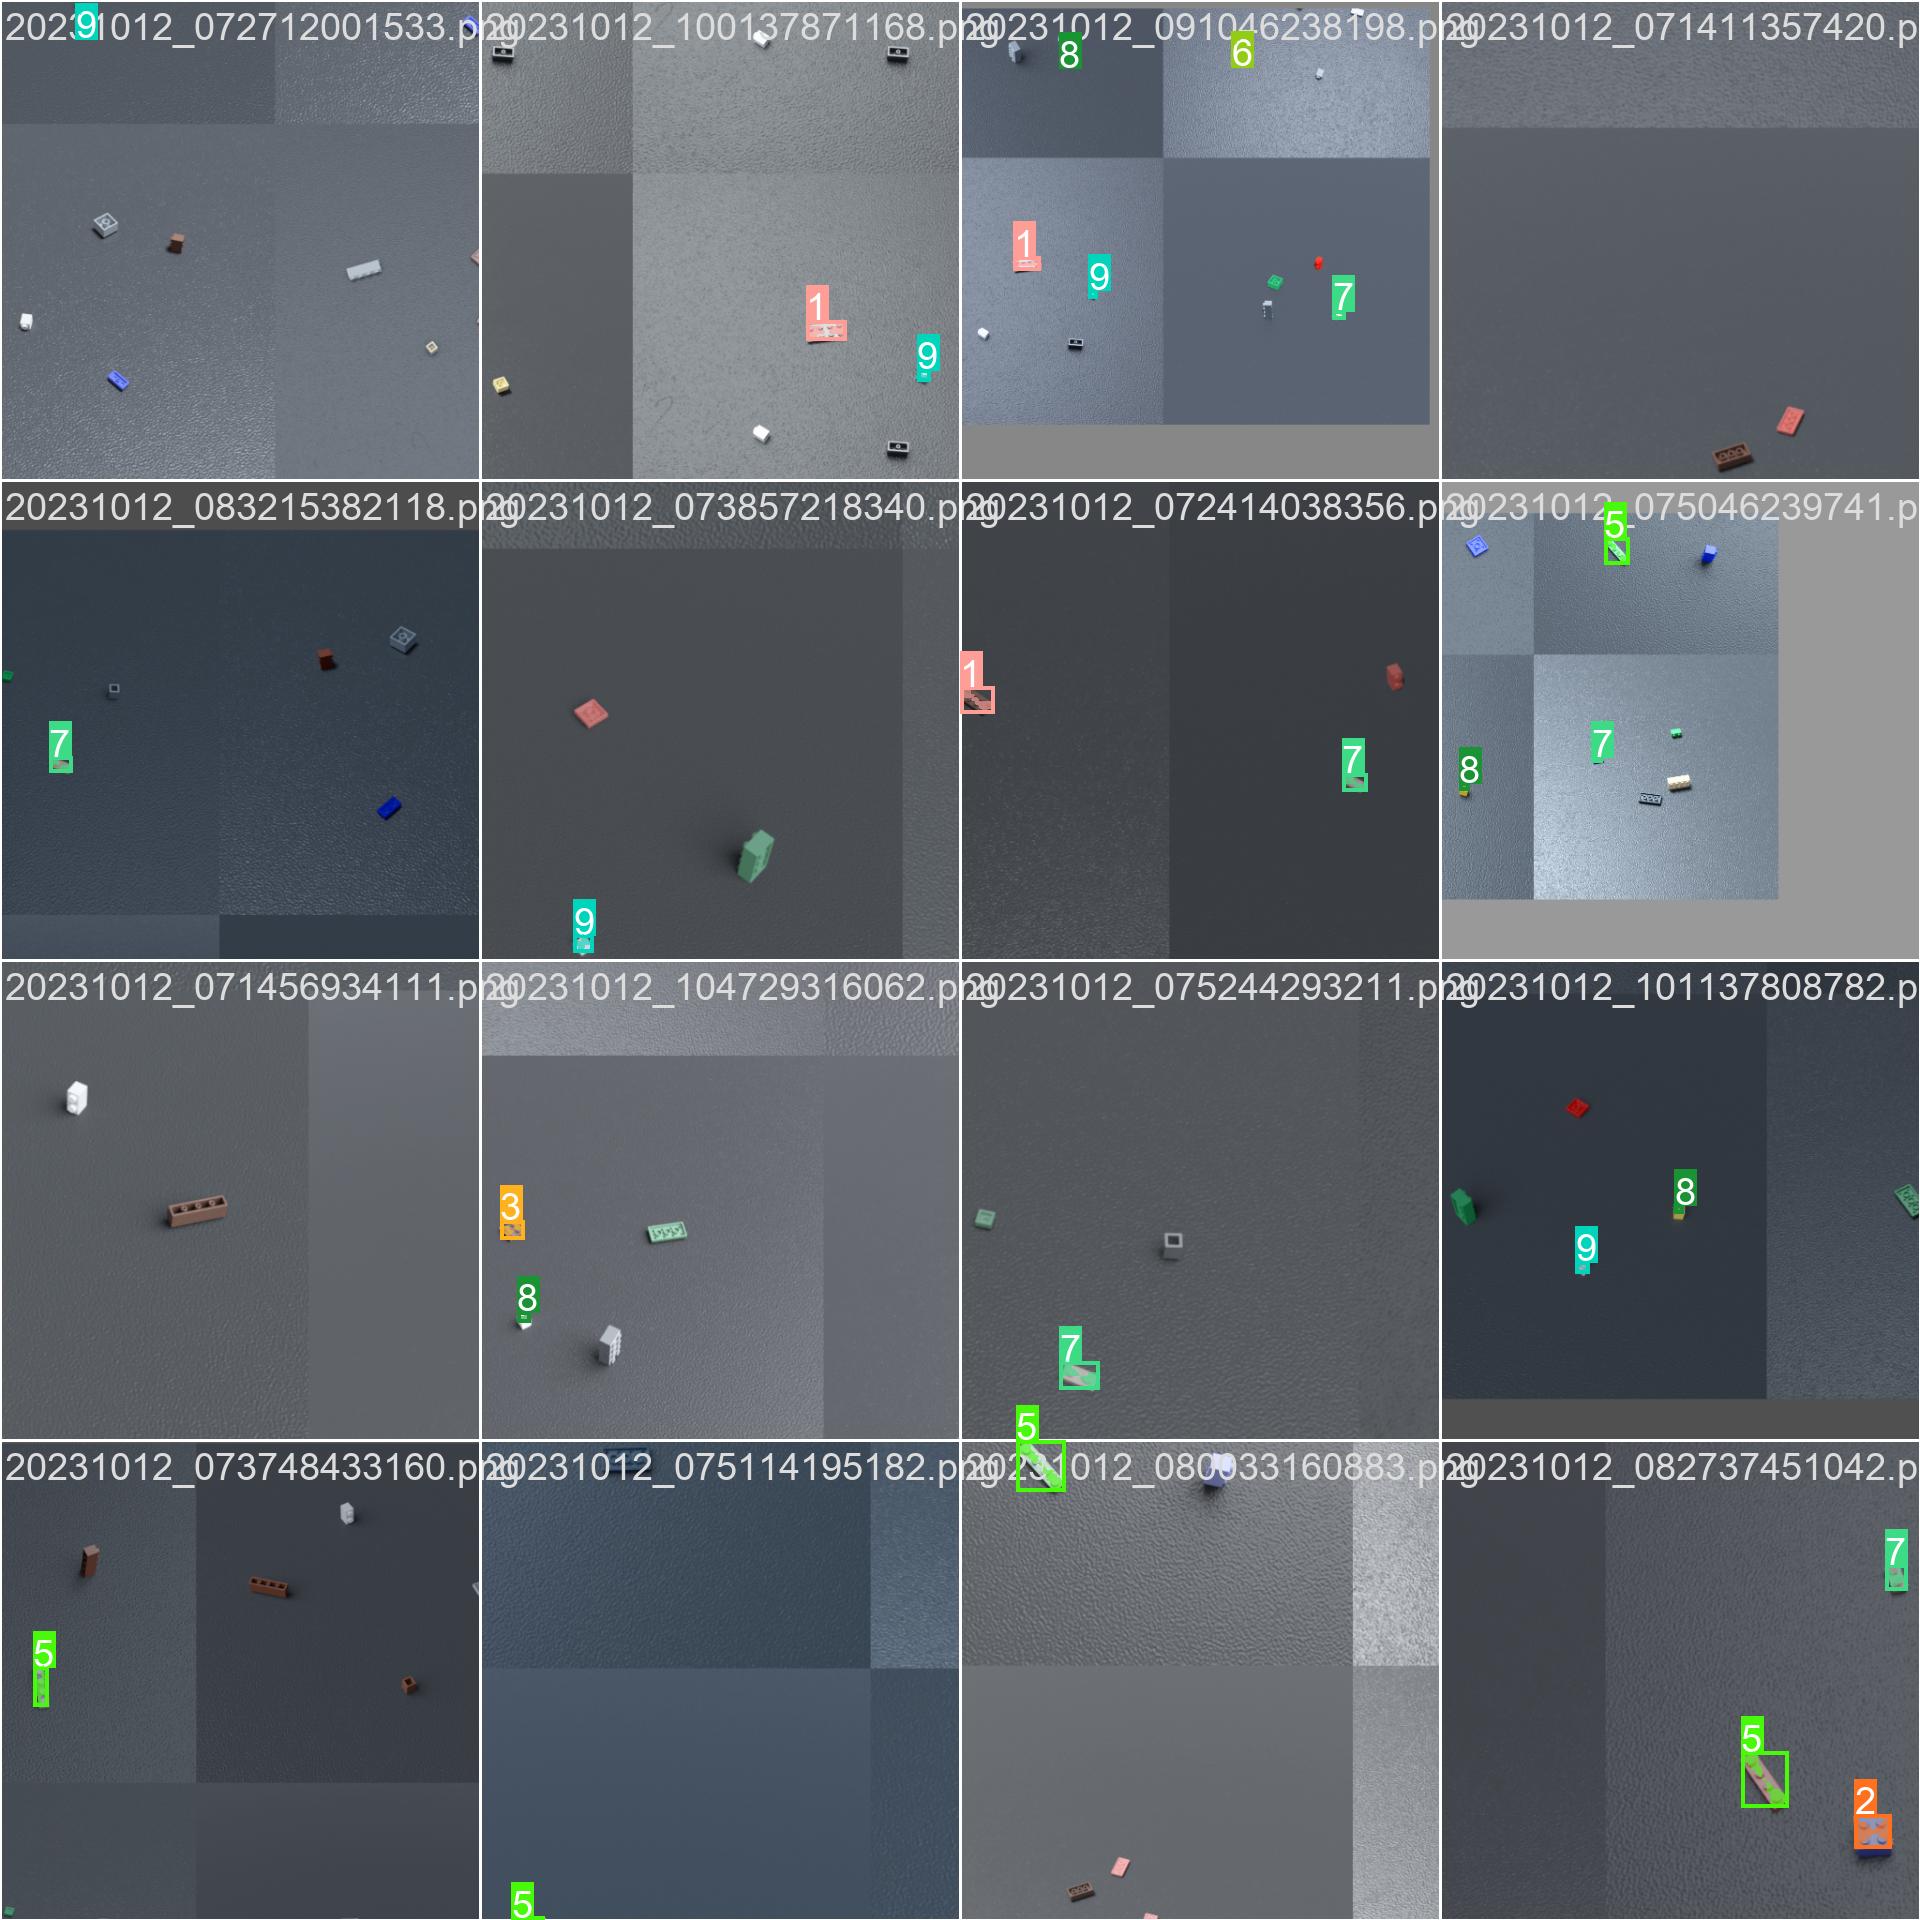 20231012_072712001533.png
9
20231012_100137871168.png
1
9
20231012_091046238198.png
8
6
1
9
7
20231012_071411357420.p
20231012_083215382118.png
7
20231012_073857218340.png
9
20231012_072414038356.png
1
7
20231012_075046239741.p
5
7
8
20231012_071456934111.png
20231012_104729316062.png
3
8
20231012_075244293211.png
7
20231012_101137808782.p
8
9
20231012_073748433160.png
5
20231012_075114195182.png
5
5
012_080933160883.png
20231012_082737451042.p
7
5
2